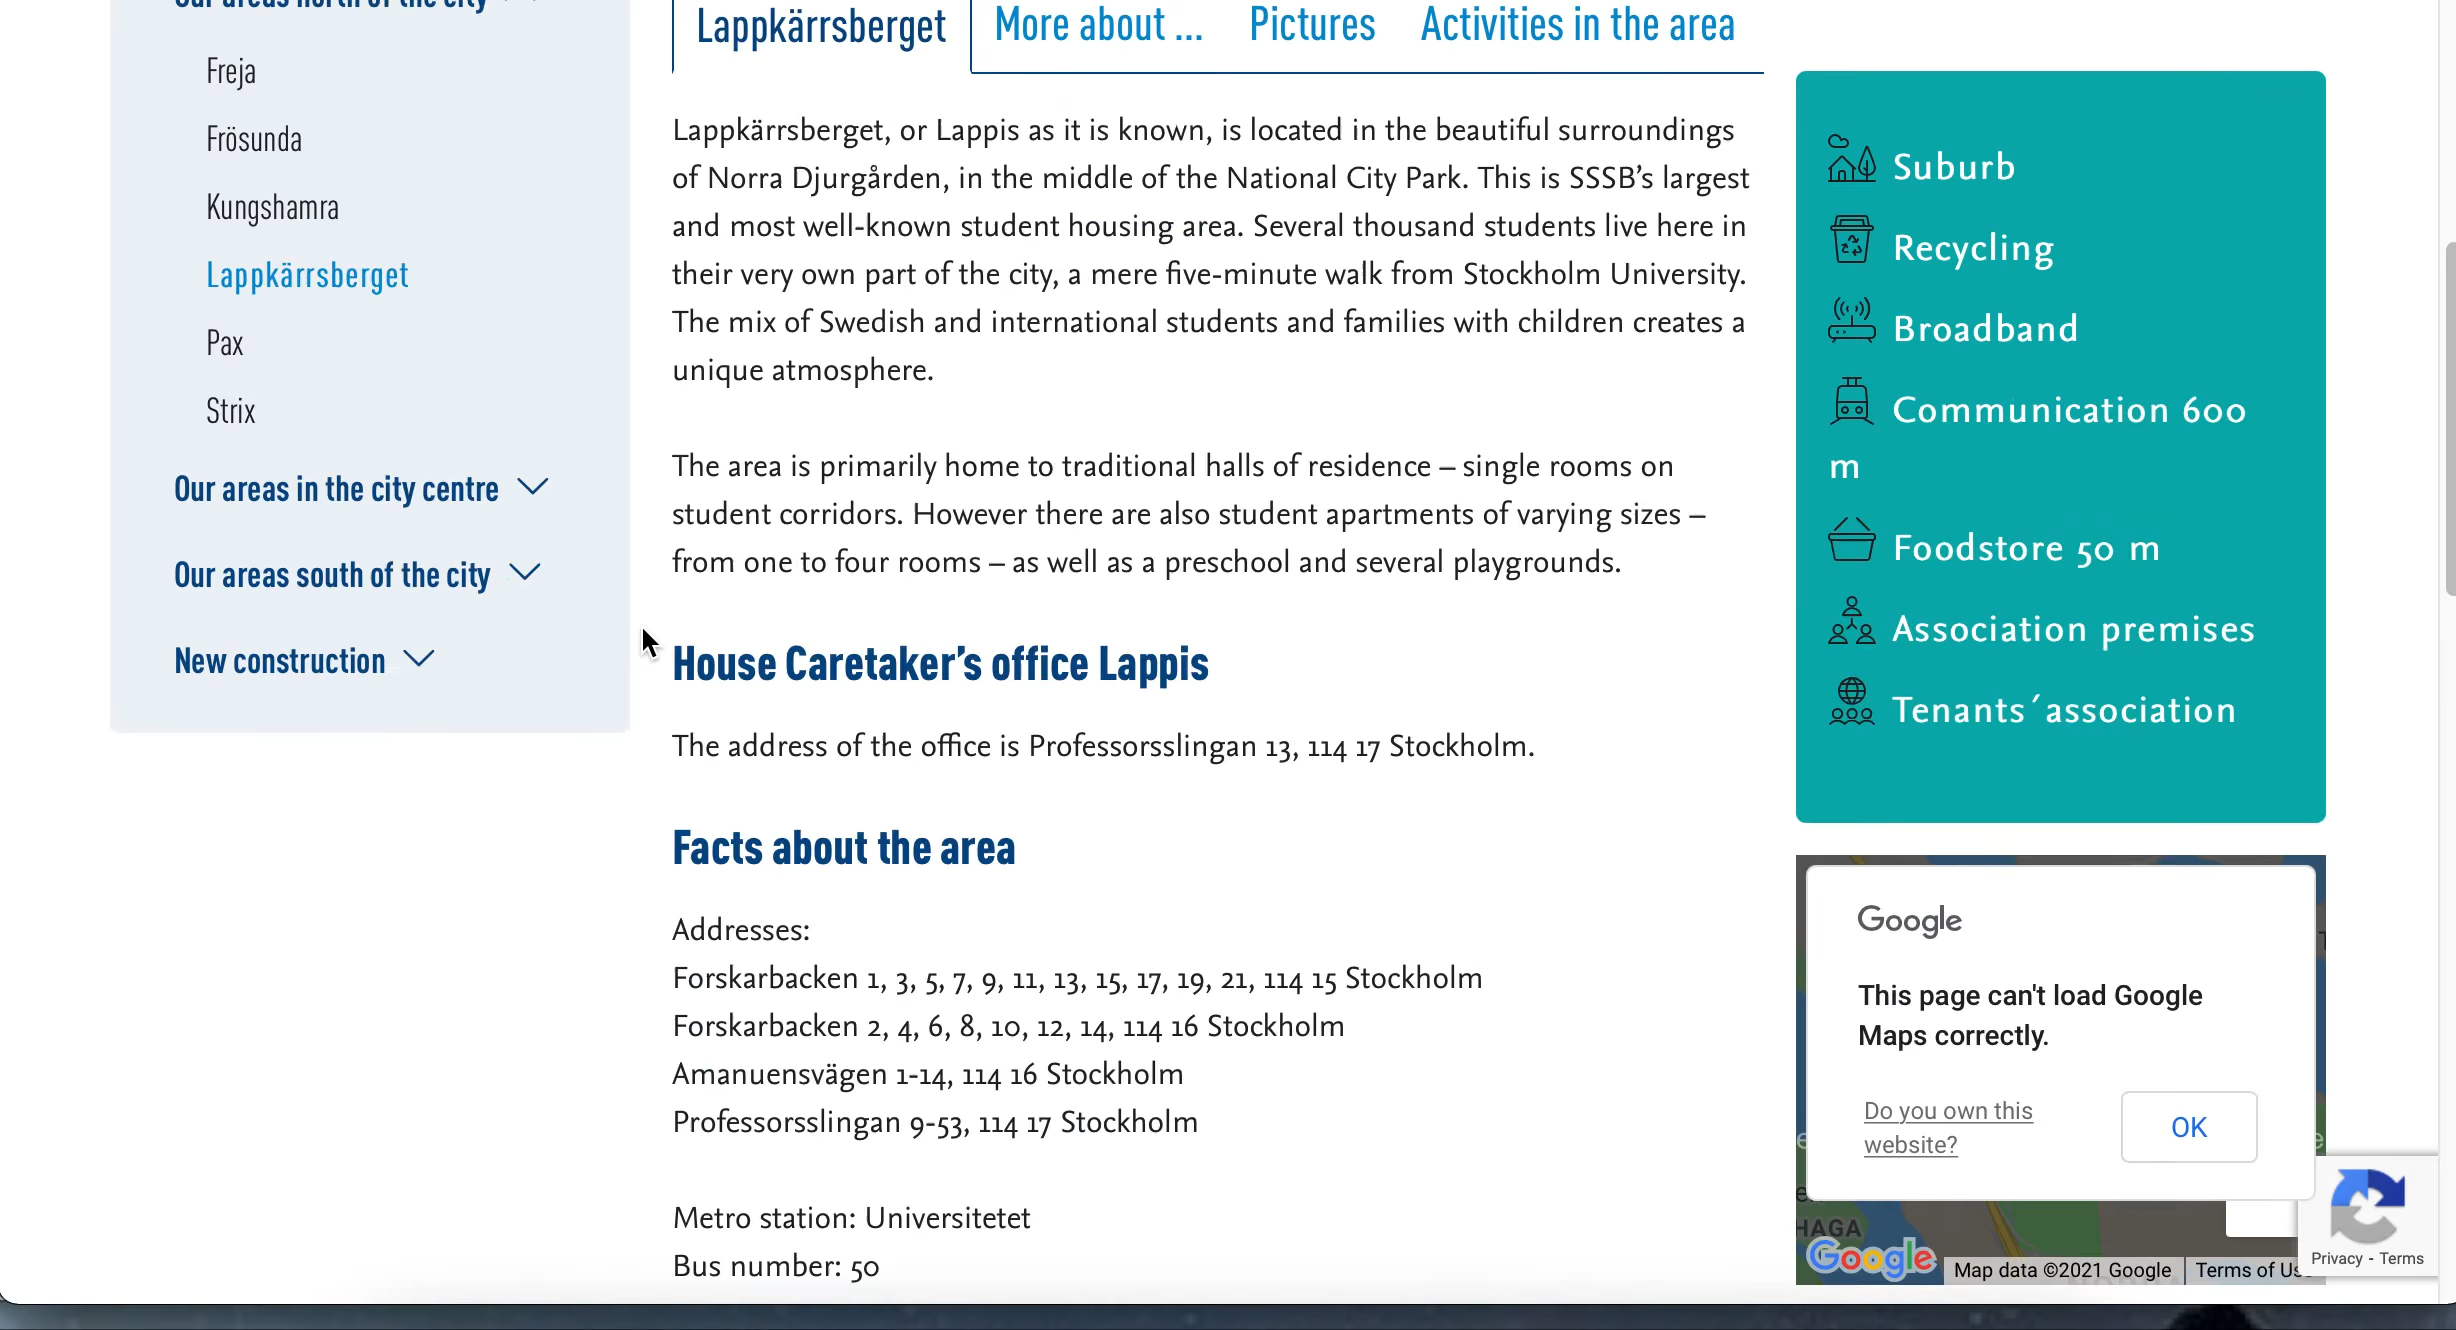 Our areas north of the city
Freja
Frösunda
Kungshamra
Lappkärrsberget
Pax
Strix
Our areas in the city centre
Our areas south of the city
New construction
Lappkärrsberget
More about ...
Pictures
Activities in the area
Lappkärrsberget, or Lappis as it is known, is located in the beautiful surroundings
of Norra Djurgården, in the middle of the National City Park. This is SSSB’s largest
and most well-known student housing area. Several thousand students live here in
their very own part of the city, a mere five-minute walk from Stockholm University.
The mix of Swedish and international students and families with children creates a
unique atmosphere.
The area is primarily home to traditional halls of residence – single rooms on
student corridors. However there are also student apartments of varying sizes –
from one to four rooms – as well as a preschool and several playgrounds.
House Caretaker’s office Lappis
The address of the office is Professorsslingan 13, 114 17 Stockholm.
Facts about the area
Addresses:
Forskarbacken 1, 3, 5, 7, 9, 11, 13, 15, 17, 19, 21, 114 15 Stockholm
Forskarbacken 2, 4, 6, 8, 10, 12, 14, 114 16 Stockholm
Amanuensvägen 1-14, 114 16 Stockholm
Professorsslingan 9-53, 114 17 Stockholm
Metro station: Universitetet
Bus number: 50
Suburb
Recycling
Broadband
Communication 600
m
Foodstore 50 m
Association premises
Tenants´association
Google
This page can't load Google
Maps correctly.
Do you own this
website?
OK
HAGA
Google
Map data ©2021 Google
Terms of Us
Privacy - Terms